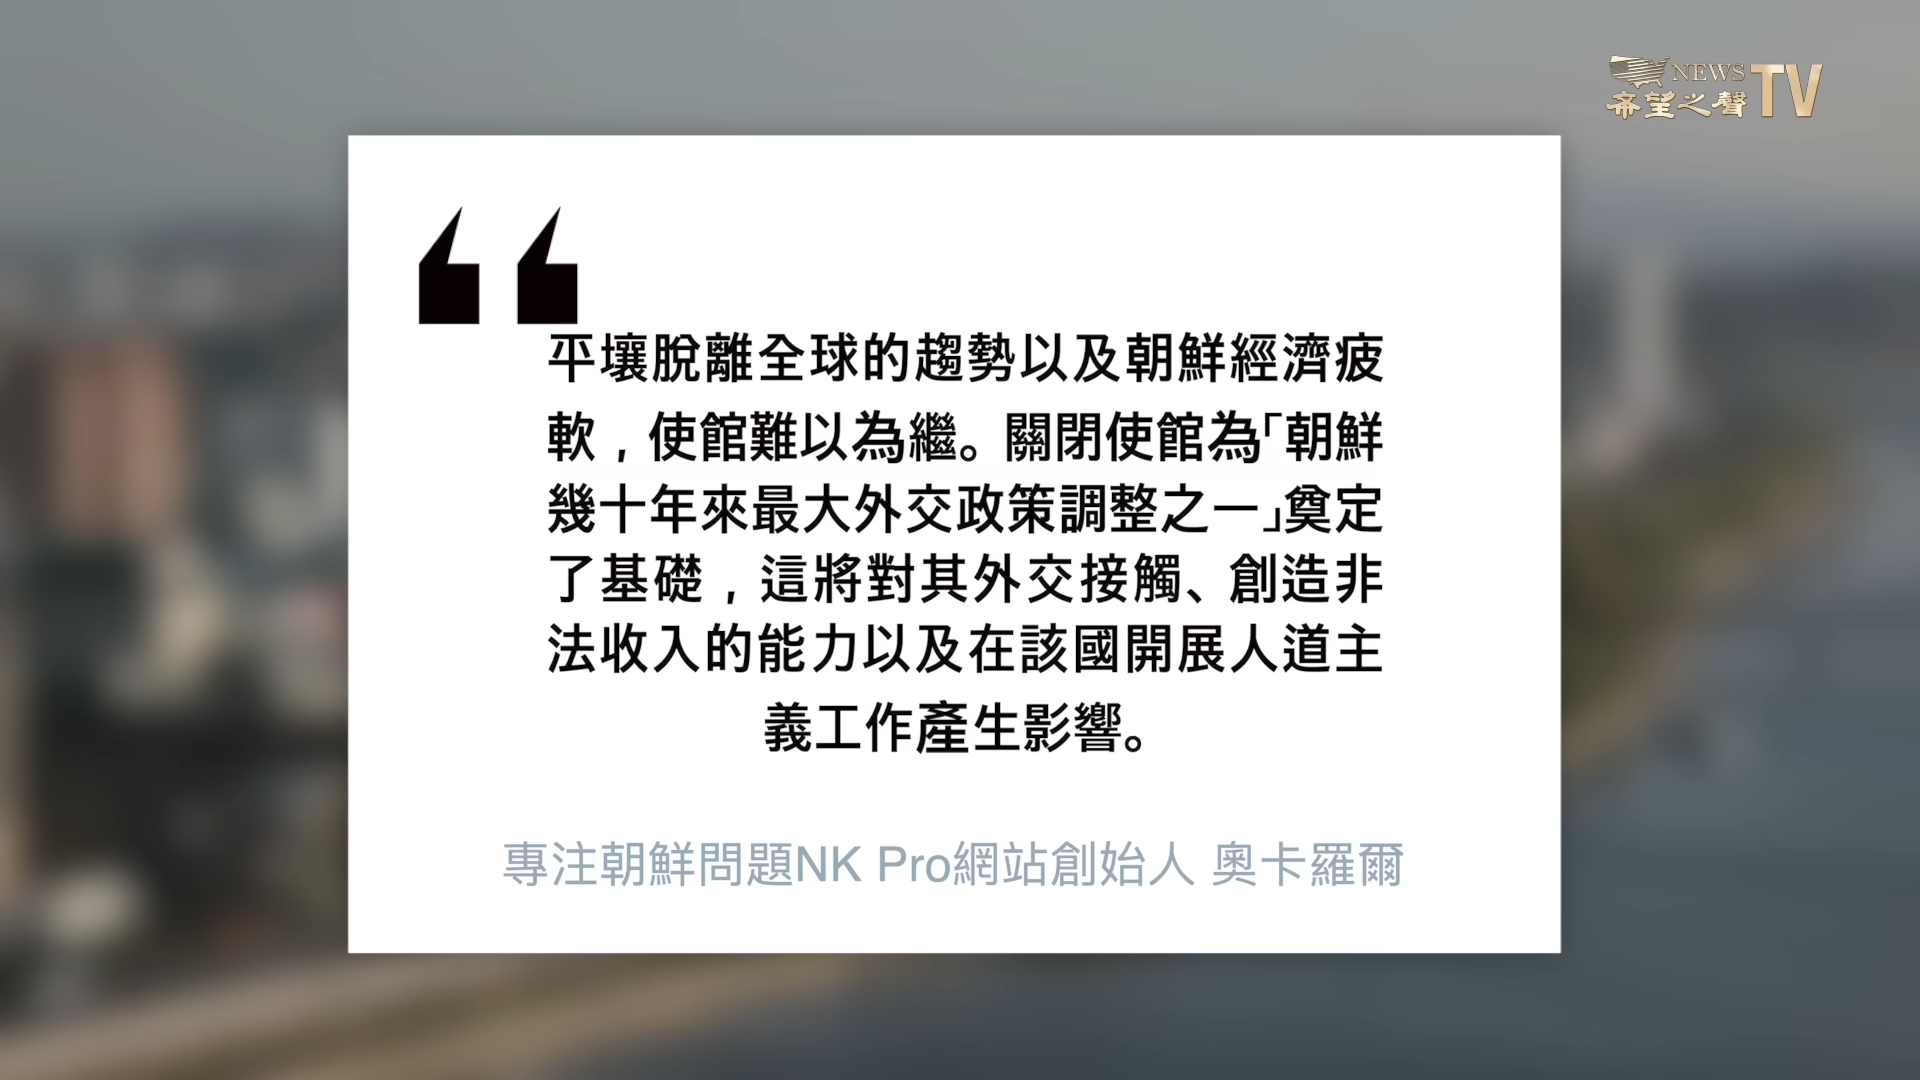 NEWS
希望之聲TV
平壤脫離全球的趨勢以及朝鮮經濟疲
軟，使館難以為繼。關閉使館為「朝鮮
幾十年來最大外交政策調整之一」奠定
了基礎，這將對其外交接觸、創造非
法收入的能力以及在該國開展人道主
義工作產生影響。
專注朝鮮問題NK Pro網站創始人 奧卡羅爾